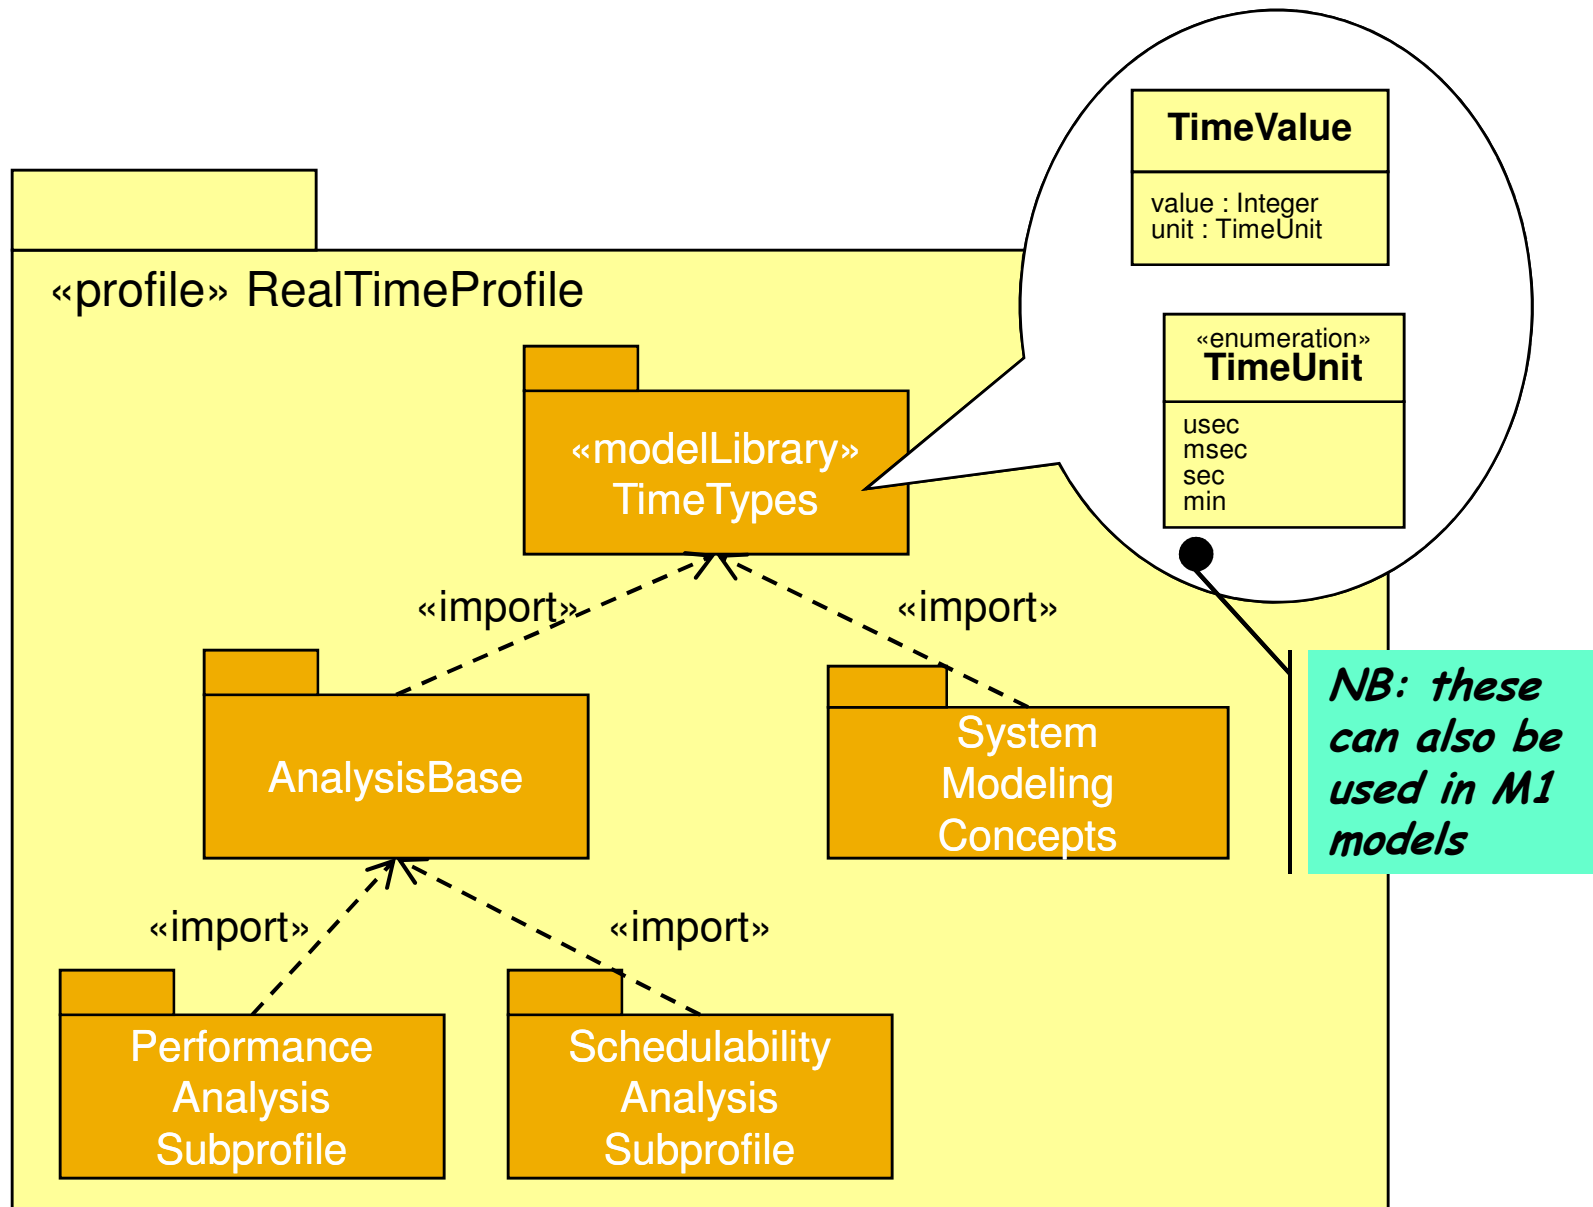 TimeValue
value : Integer
unit : TimeUnit
«profile» RealTimeProfile
«enumeration»
TimeUnit
usec
msec
sec
min
«modelLibrary»
TimeTypes
«import»
«import»
NB: these
can also be
used in M1
models
AnalysisBase
System
Modeling
Concepts
«import»
«import»
Performance
Analysis
Subprofile
Schedulability
Analysis
Subprofile